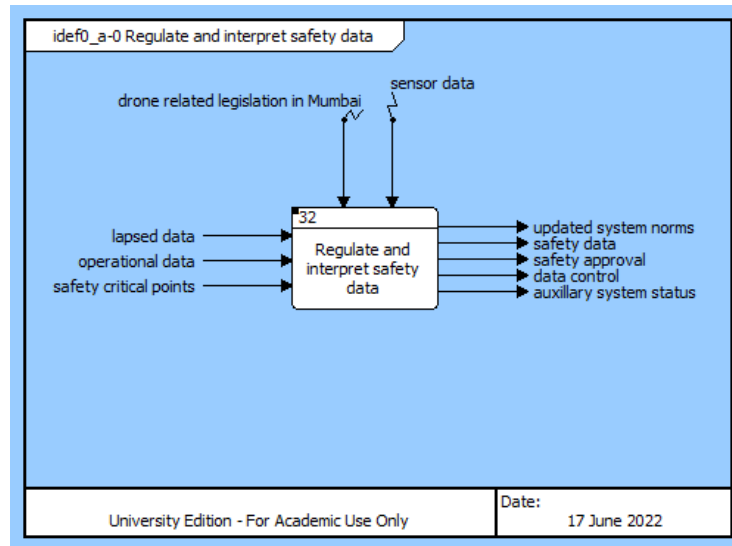 idef0_a-0 Regulate and interpret safety data
sensor data
drone related legislation in Mumbai
32
Regulate and
interpret safety
data
lapsed data
operational data
safety critical points
updated system norms
safety data
safety approval
data control
auxillary system status
University Edition - For Academic Use Only
Date:
17 June 2022